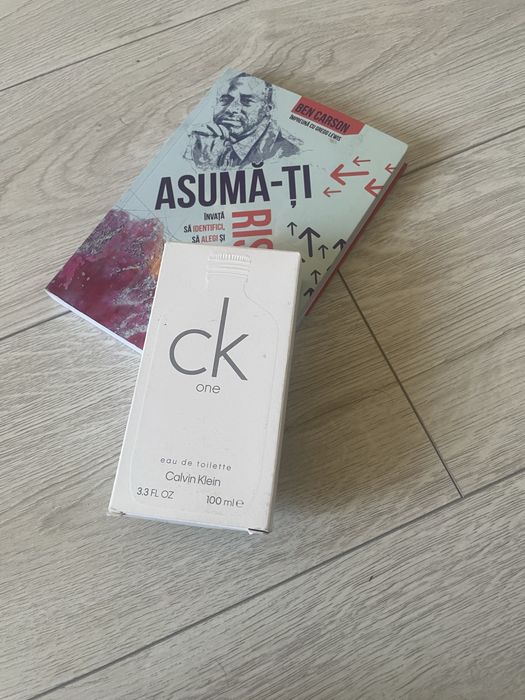 BEN CARSON
ÎMPREUNĂ CU GREGG LEWIS
ASUMĂ-ȚI
ÎNVAȚĂ
SĂ IDENTIFICI,
SĂ ALEGI ȘI
RIS
ck
one
eau de toilette
Calvin Klein
3.3 FL OZ 100 ml ℮